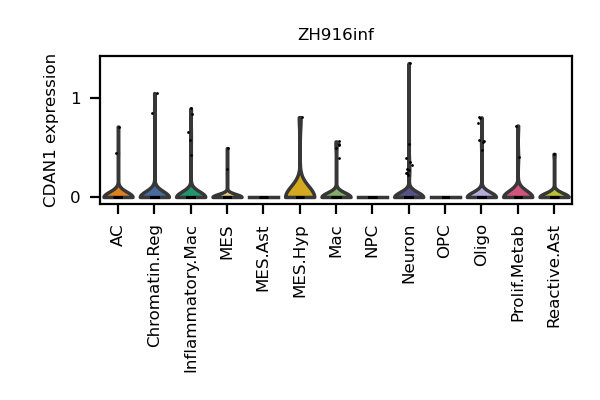 ZH916inf
CDAN1 expression
1
0
AC
Chromatin.Reg
Inflammatory.Mac
MES
MES.Ast
MES.Hyp
Mac
NPC
Neuron
OPC
Oligo
Prolif.Metab
Reactive.Ast